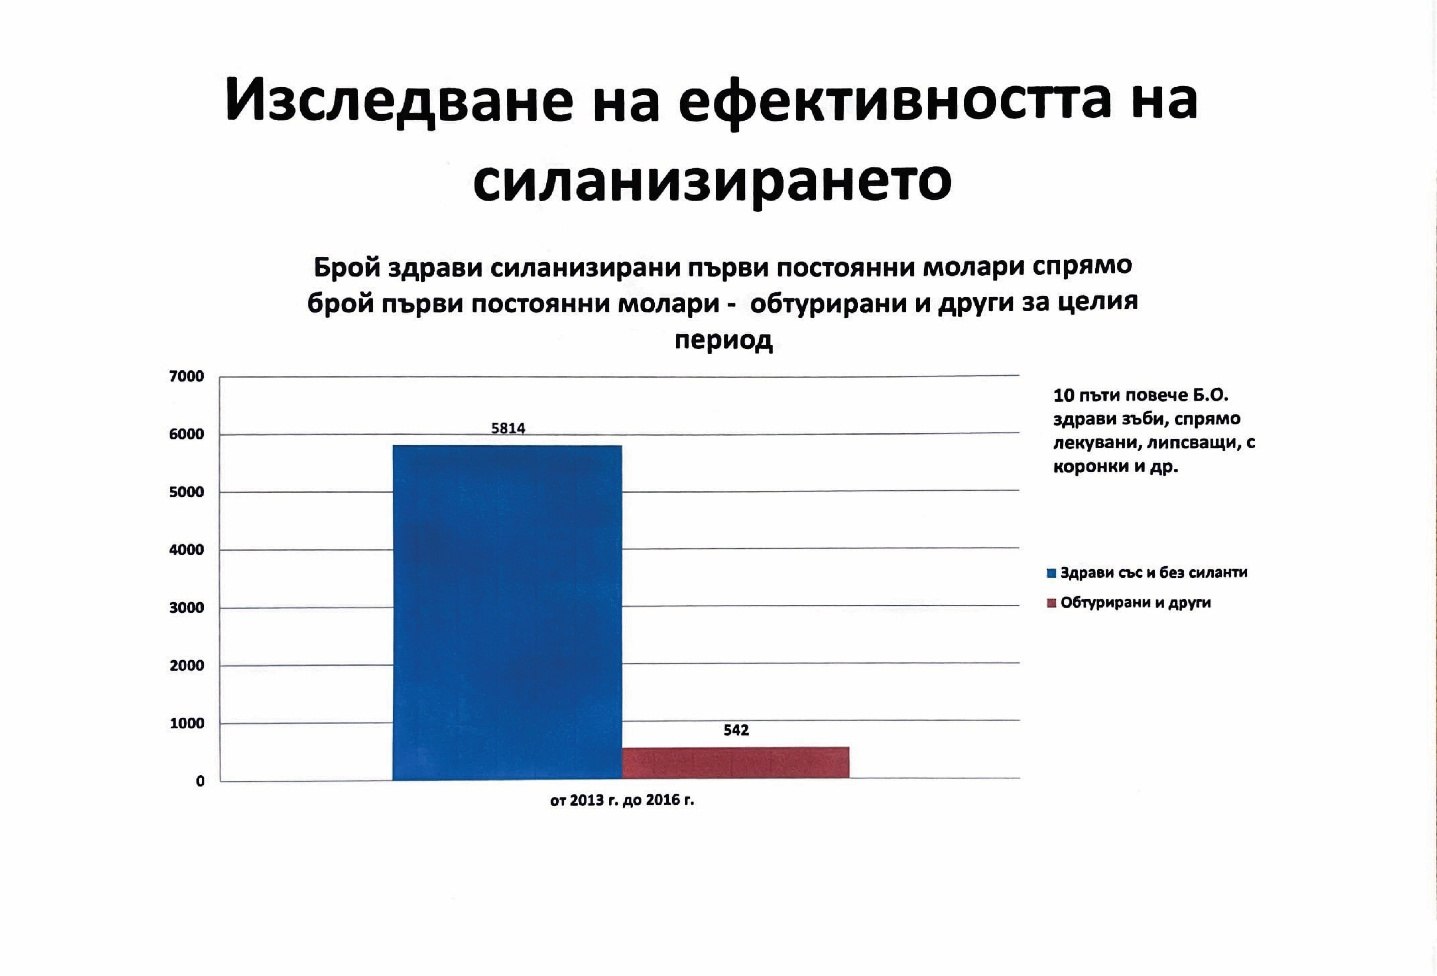 Изследване на ефективността на
силанизирането
Брой здрави силанизирани първи постоянни молари спрямо
брой първи постоянни молари - обтурирани и други за целия
период
7000
6000
5000
4000
3000
2000
1000
0
5814
542
от 2013 г. до 2016 г.
10 пъти повече Б.О.
здрави зъби, спрямо
лекувани, липсващи, с
коронки и др.
Здрави със и без силанти
Обтурирани и други